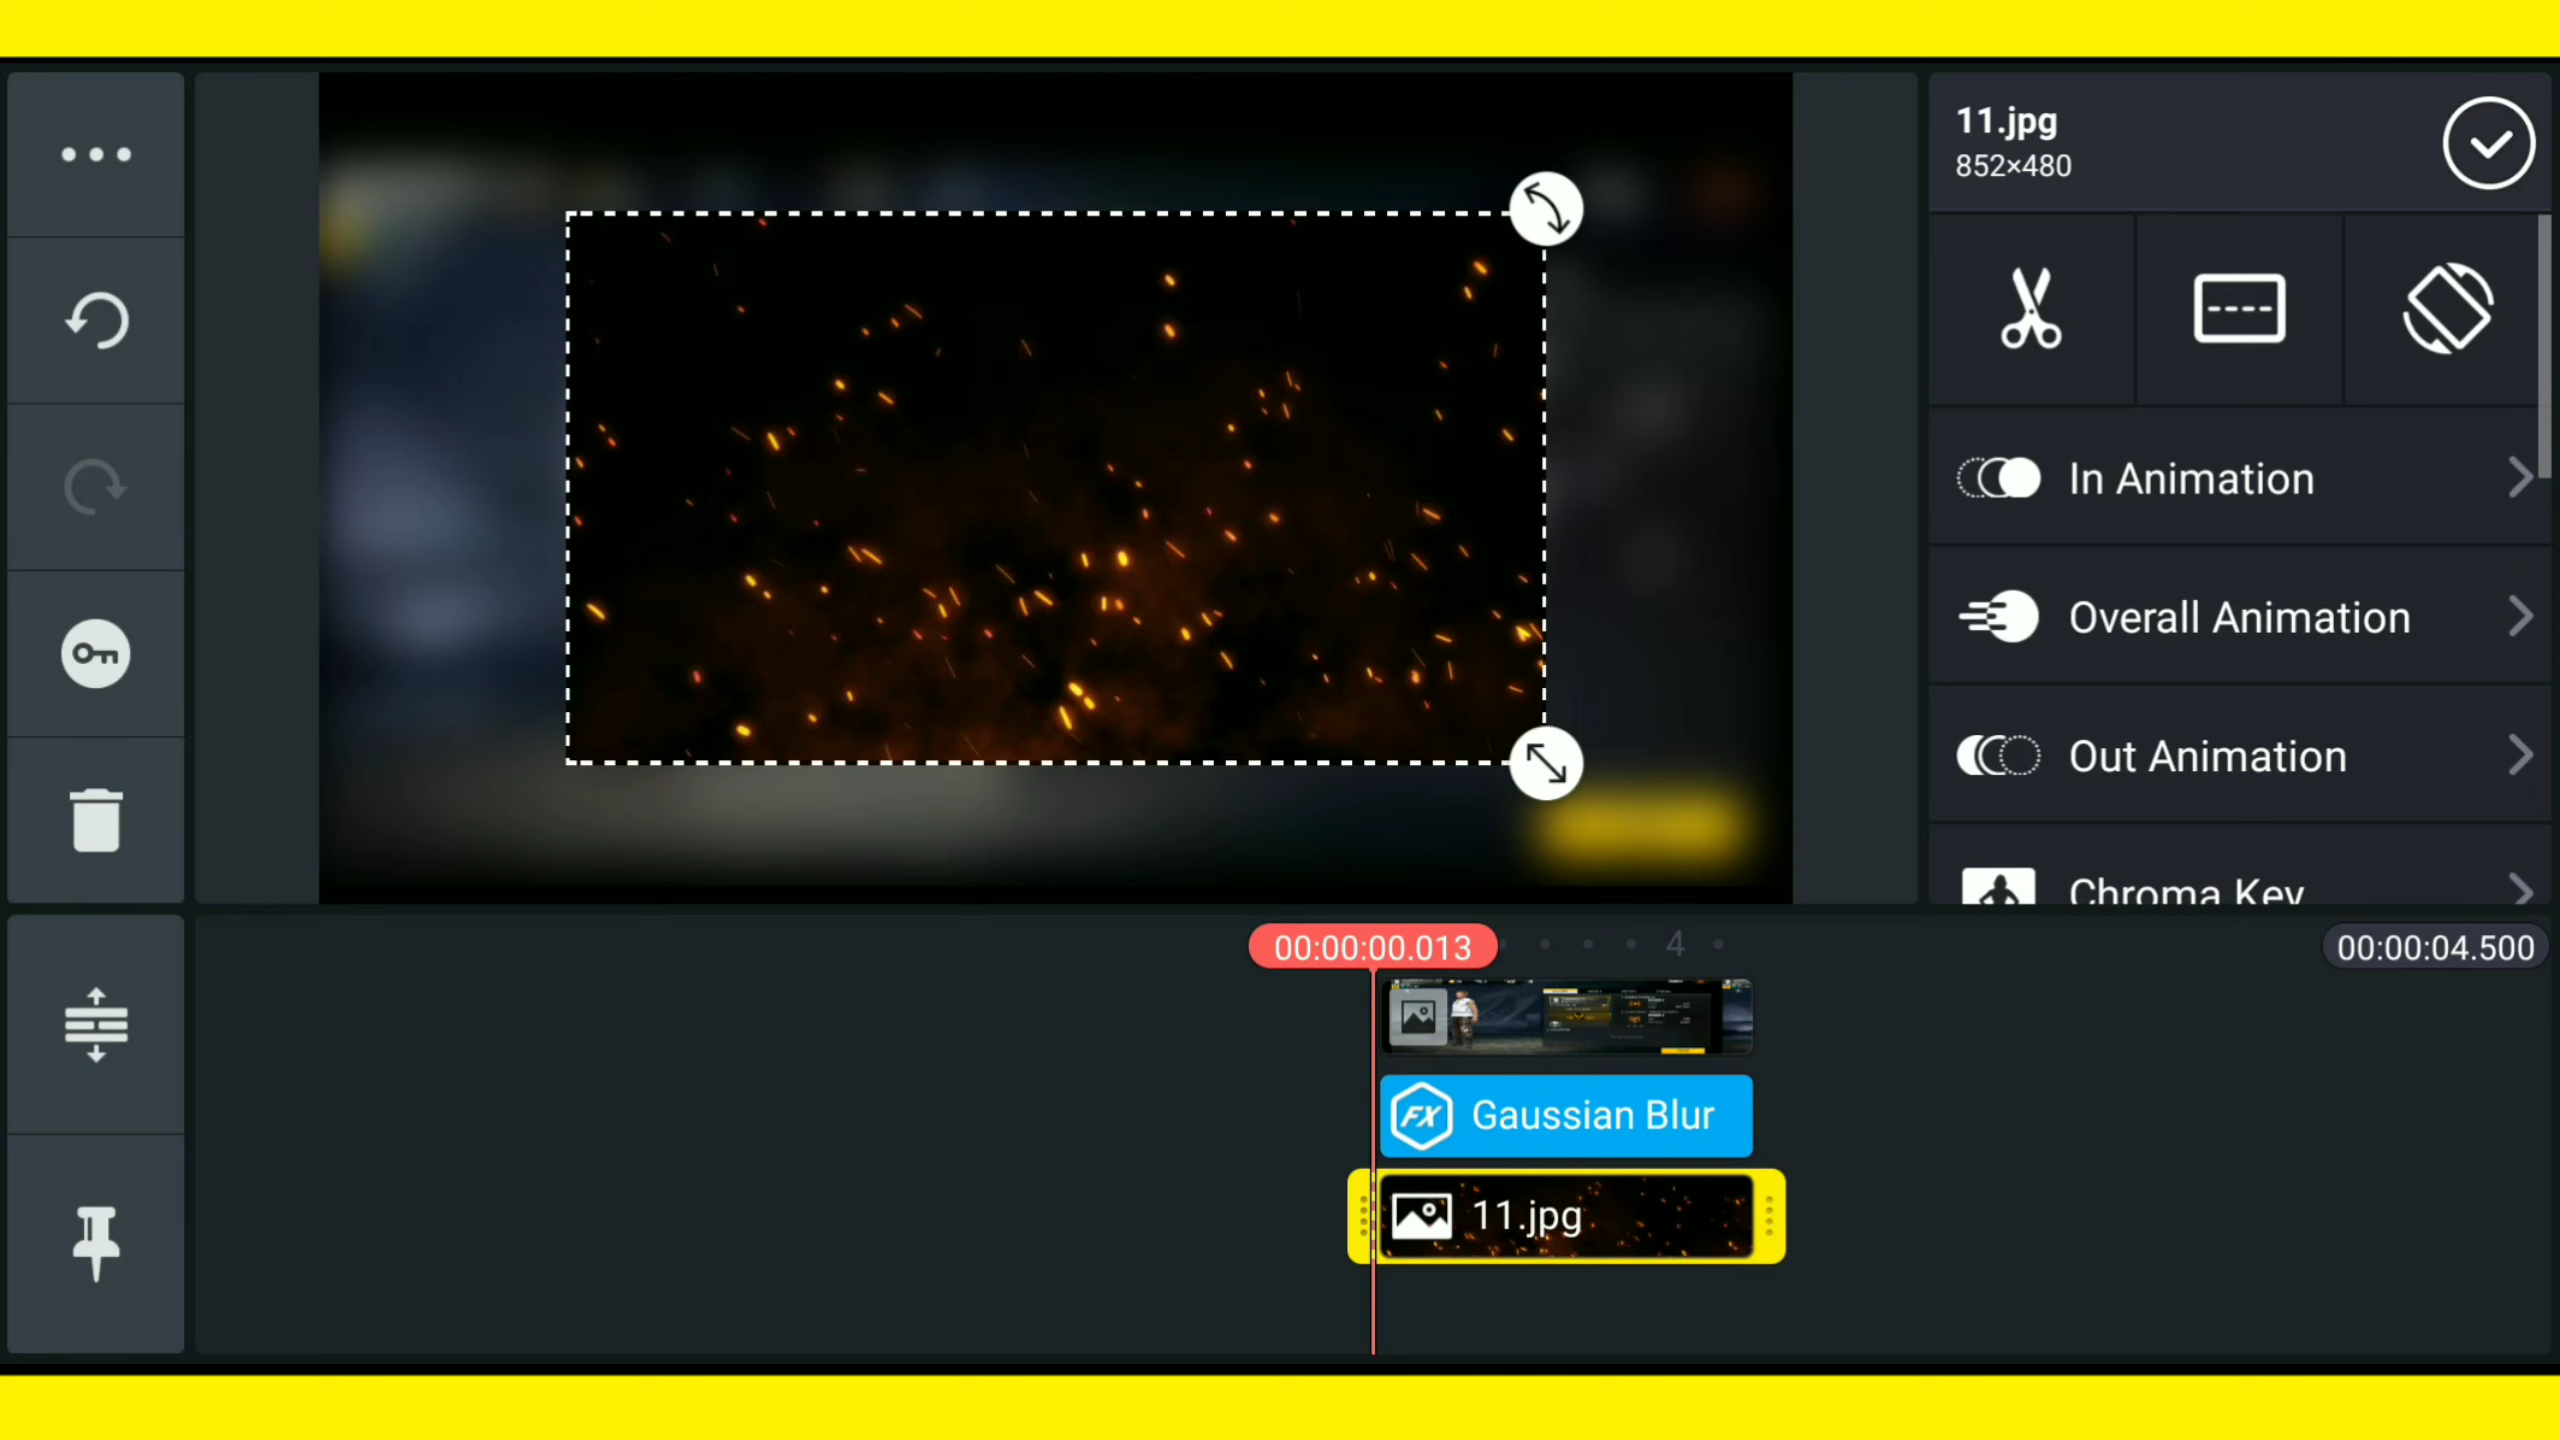 11.jpg
852×480
In Animation
Overall Animation
Out Animation
Chroma Key
00:00:00.013
4
00:00:04.500
FX Gaussian Blur
11.jpg